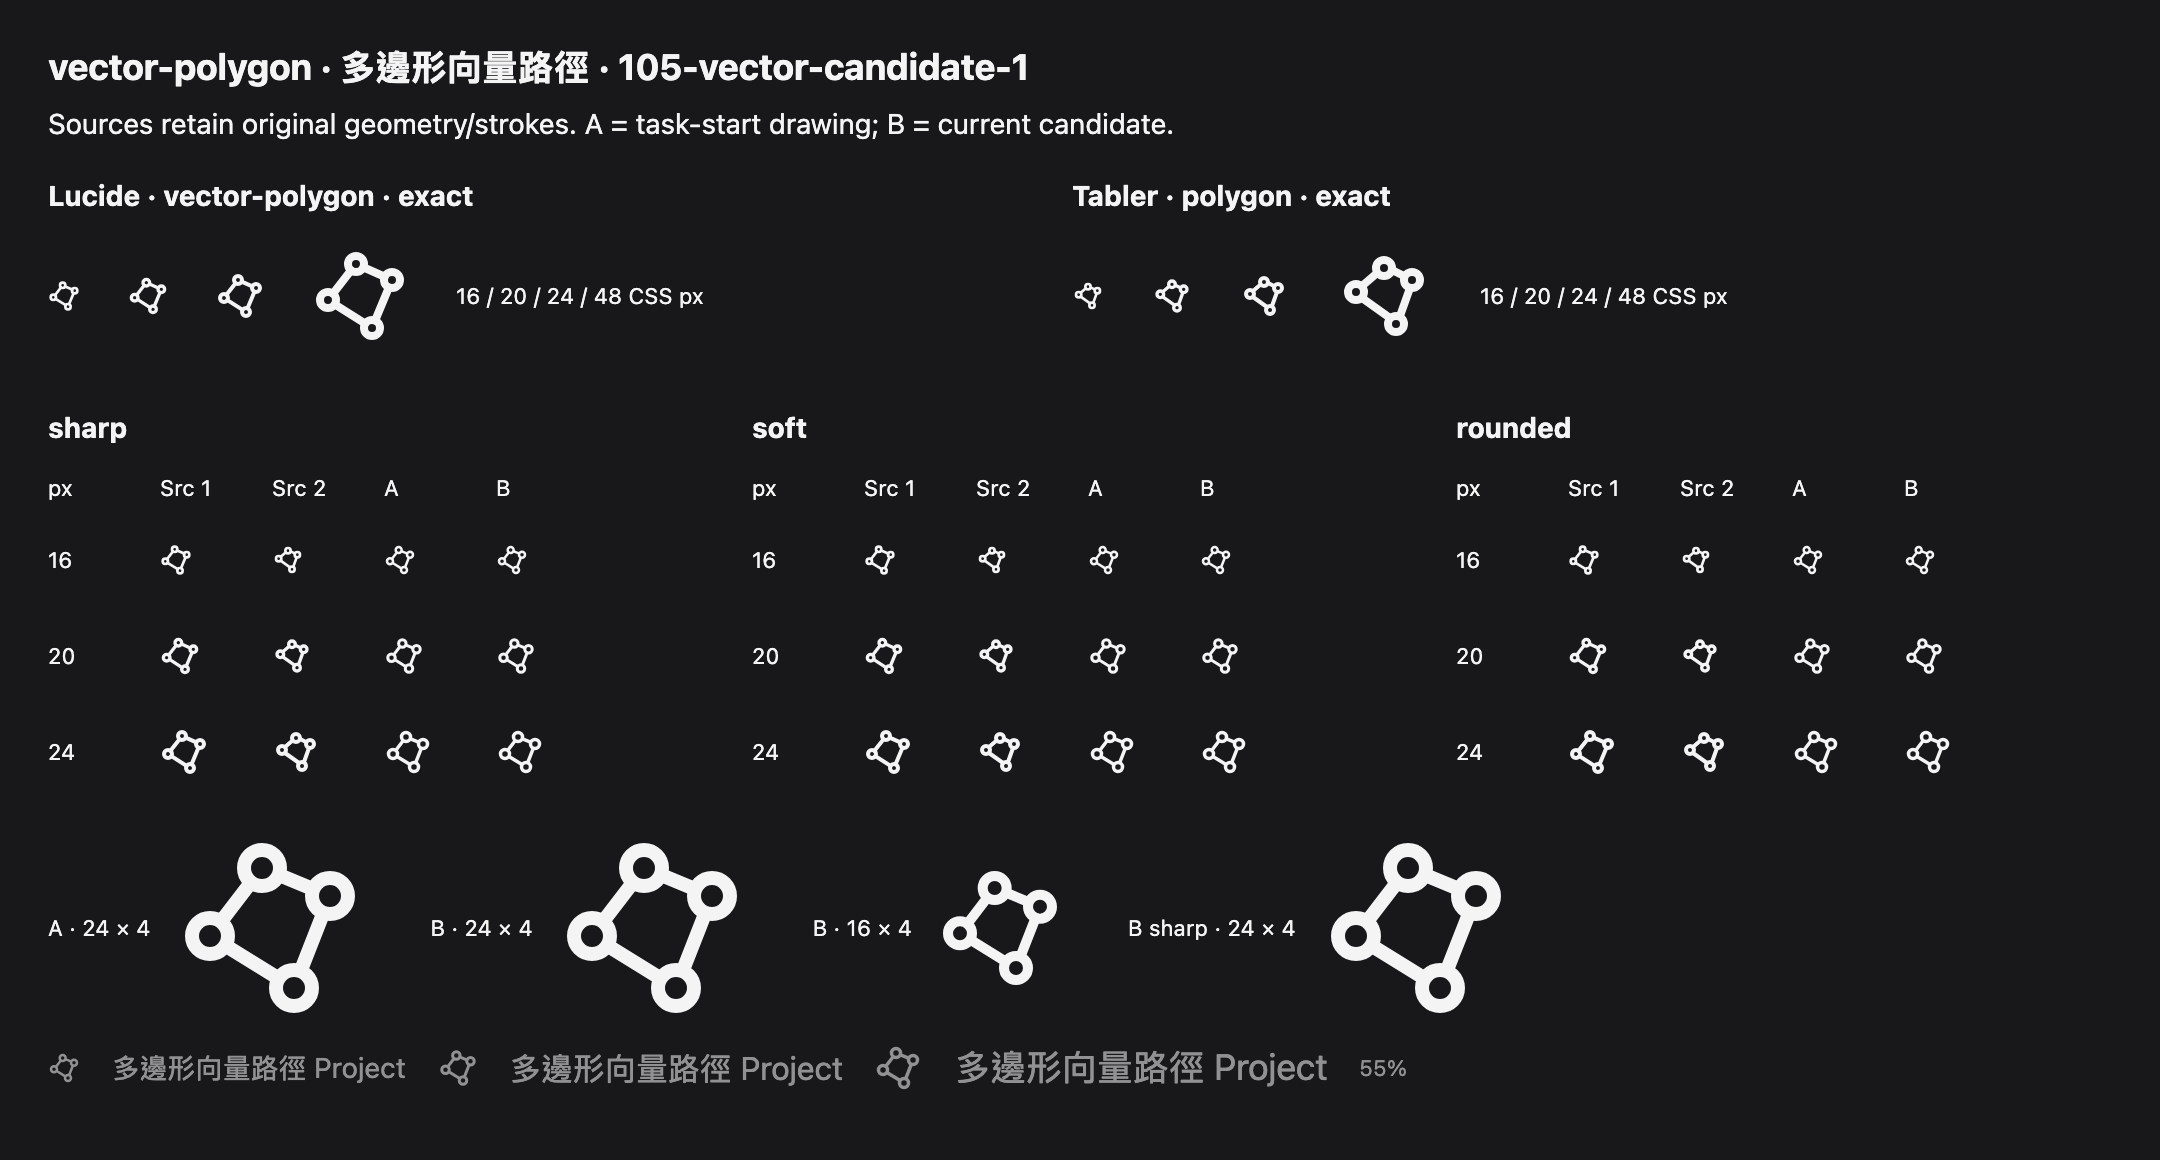 vector-polygon · 多邊形向量路徑 · 105-vector-candidate-1
Sources retain original geometry/strokes. A = task-start drawing; B = current candidate.
Lucide · vector-polygon · exact
Tabler · polygon · exact
16 / 20 / 24 / 48 CSS px
16 / 20 / 24 / 48 CSS px
sharp
soft
rounded
px Src 1 Src 2 A B
px Src 1 Src 2 A B
px Src 1 Src 2 A B
16
16
16
20
20
20
24
24
24
A · 24 × 4
B · 24 × 4
B · 16 × 4
B sharp · 24 × 4
多邊形向量路徑 Project
多邊形向量路徑 Project
多邊形向量路徑 Project
55%